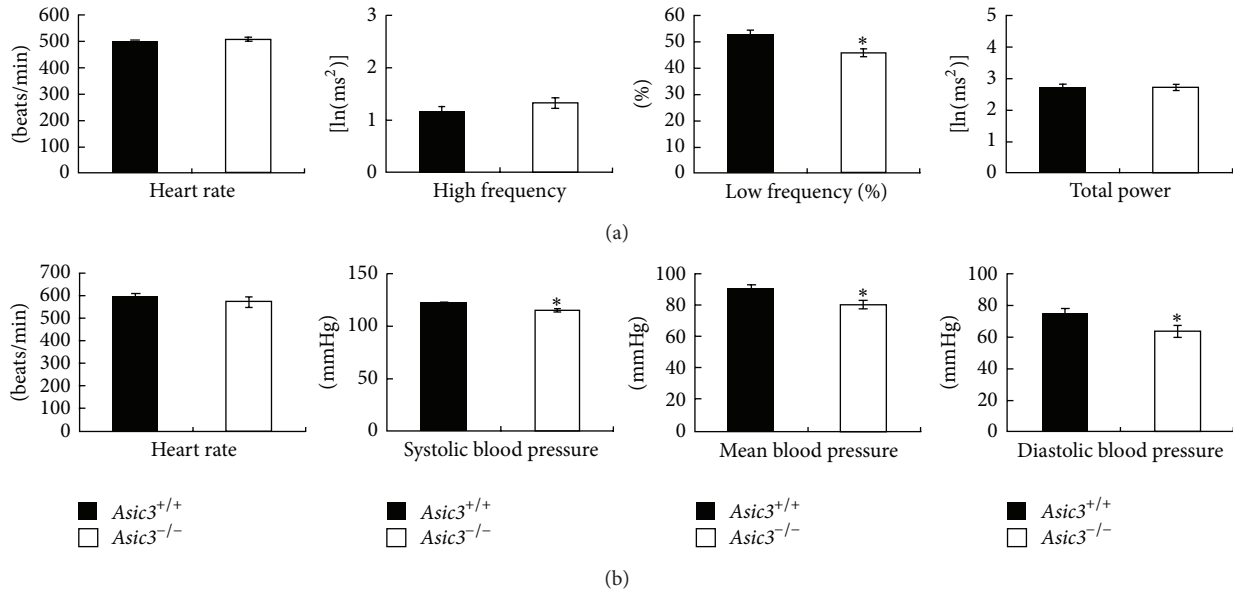 600
500
400
300
200
100
0
(beats/min)
Heart rate
3
2
1
0
[ln(ms²)]
High frequency
60
50
40
30
20
10
0
(%)
Low frequency (%)
*
5
4
3
2
1
0
[ln(ms²)]
Total power
(a)
700
600
500
400
300
200
100
0
(beats/min)
Heart rate
150
100
50
0
(mmHg)
Systolic blood pressure
*
100
80
60
40
20
0
(mmHg)
Mean blood pressure
*
100
80
60
40
20
0
(mmHg)
Diastolic blood pressure
*
Asic3+/+
Asic3−/−
Asic3+/+
Asic3−/−
Asic3+/+
Asic3−/−
Asic3+/+
Asic3−/−
(b)